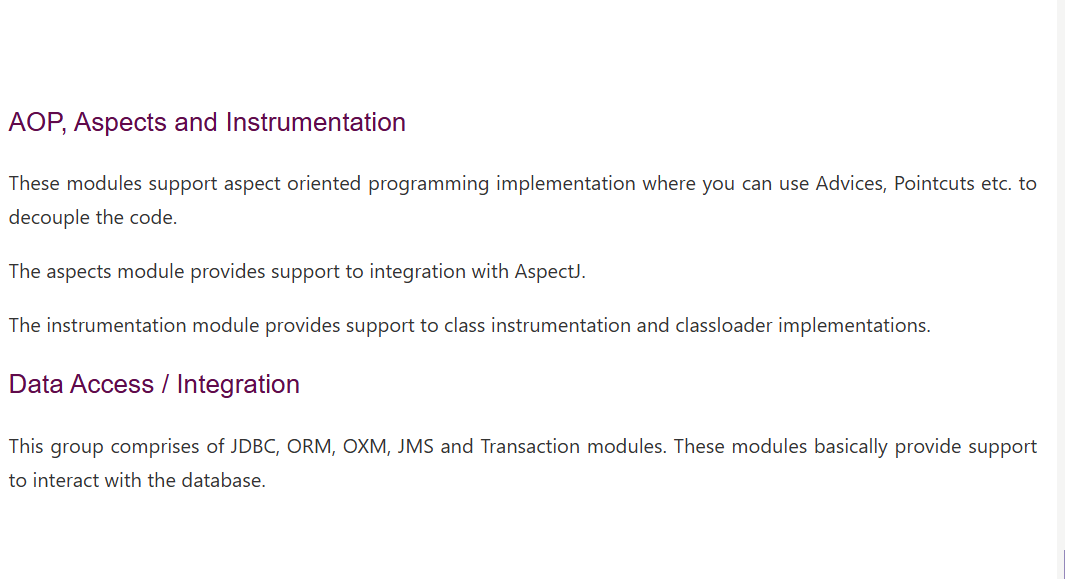 AOP, Aspects and Instrumentation
These modules support aspect oriented programming implementation where you can use Advices, Pointcuts etc. to
decouple the code.
The aspects module provides support to integration with AspectJ.
The instrumentation module provides support to class instrumentation and classloader implementations.
Data Access / Integration
This group comprises of JDBC, ORM, OXM, JMS and Transaction modules. These modules basically provide support
to interact with the database.